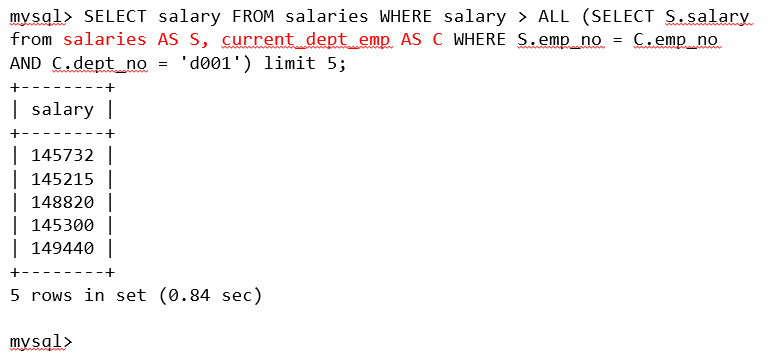 mysql> SELECT salary FROM salaries WHERE salary > ALL (SELECT S.salary
from salaries AS S, current_dept_emp AS C WHERE S.emp_no = C.emp_no
AND C.dept_no = 'd001') limit 5;
+--------+
| salary |
+--------+
| 145732 |
| 145215 |
| 148820 |
| 145300 |
| 149440 |
+--------+
5 rows in set (0.84 sec)
mysql>